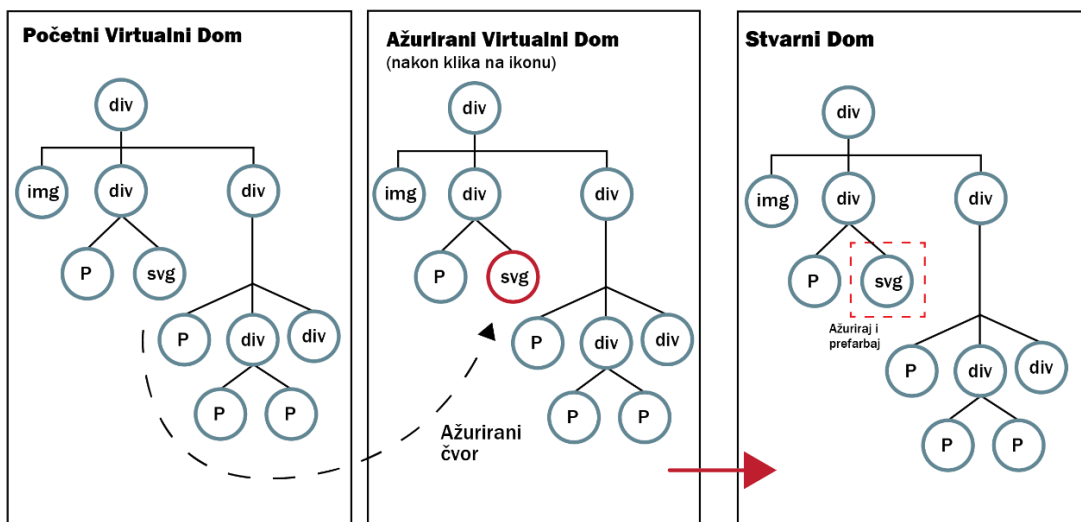 Početni Virtualni Dom
div
img
div
div
P
svg
P
div
div
P
P
Ažurirani Virtualni Dom
(nakon klika na ikonu)
div
img
div
div
P
svg
P
div
div
P
P
Ažurirani
čvor
Stvarni Dom
div
img
div
div
P
svg
Ažuriraj i
prefarbaj
P
div
div
P
P